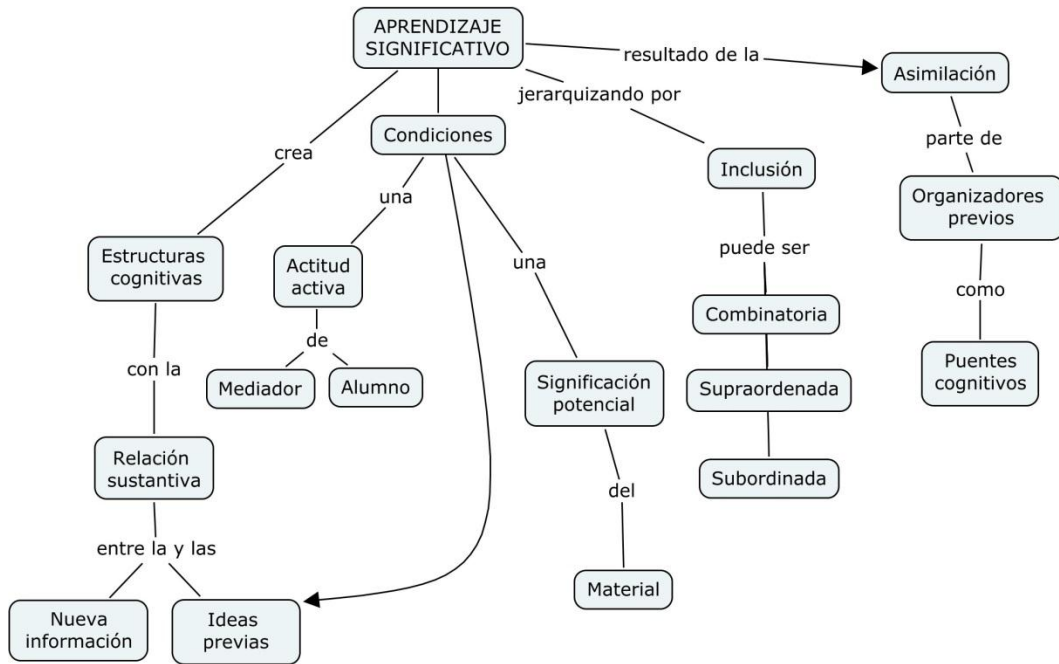 APRENDIZAJE
SIGNIFICATIVO
resultado de la
Asimilación
jerarquizando por
Condiciones
crea
parte de
Inclusión
una
Organizadores
previos
Estructuras
cognitivas
Actitud
activa
una
puede ser
como
Combinatoria
de
con la
Mediador
Alumno
Significación
potencial
Puentes
cognitivos
Supraordenada
Relación
sustantiva
Subordinada
del
entre la y las
Material
Nueva
información
Ideas
previas